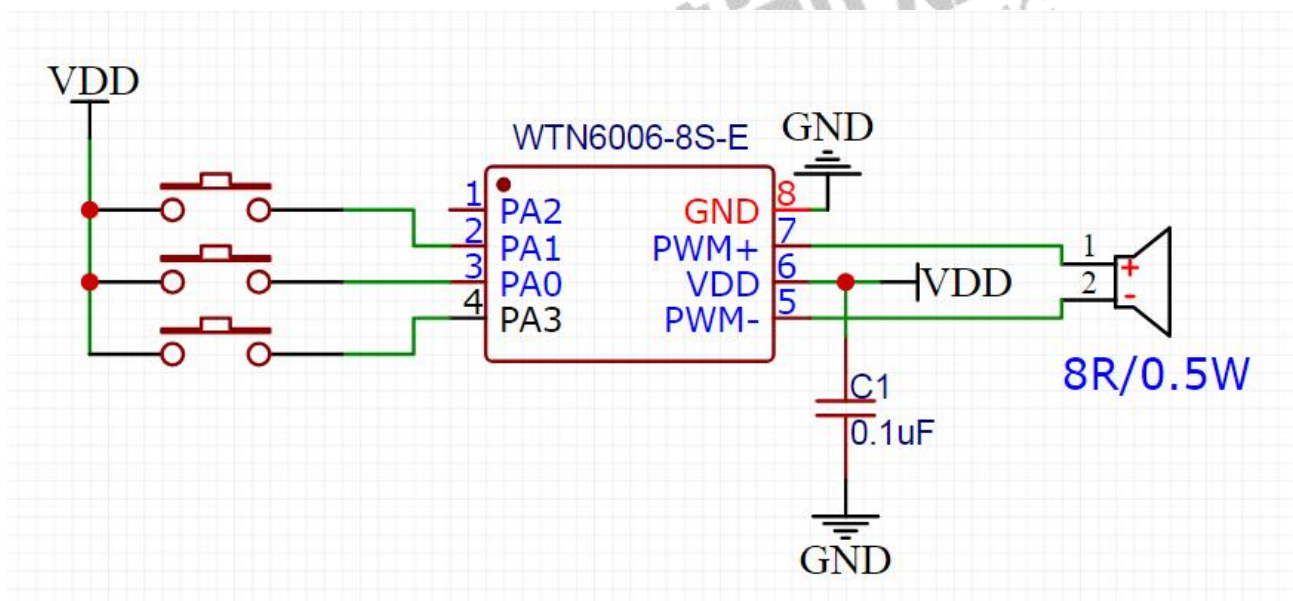 VDD
WTN6006-8S-E
GND
1
PA2
2
PA1
3
PA0
4
PA3
GND
8
PWM+
7
VDD
6
PWM-
5
VDD
1
+
2
-
8R/0.5W
C1
0.1uF
GND